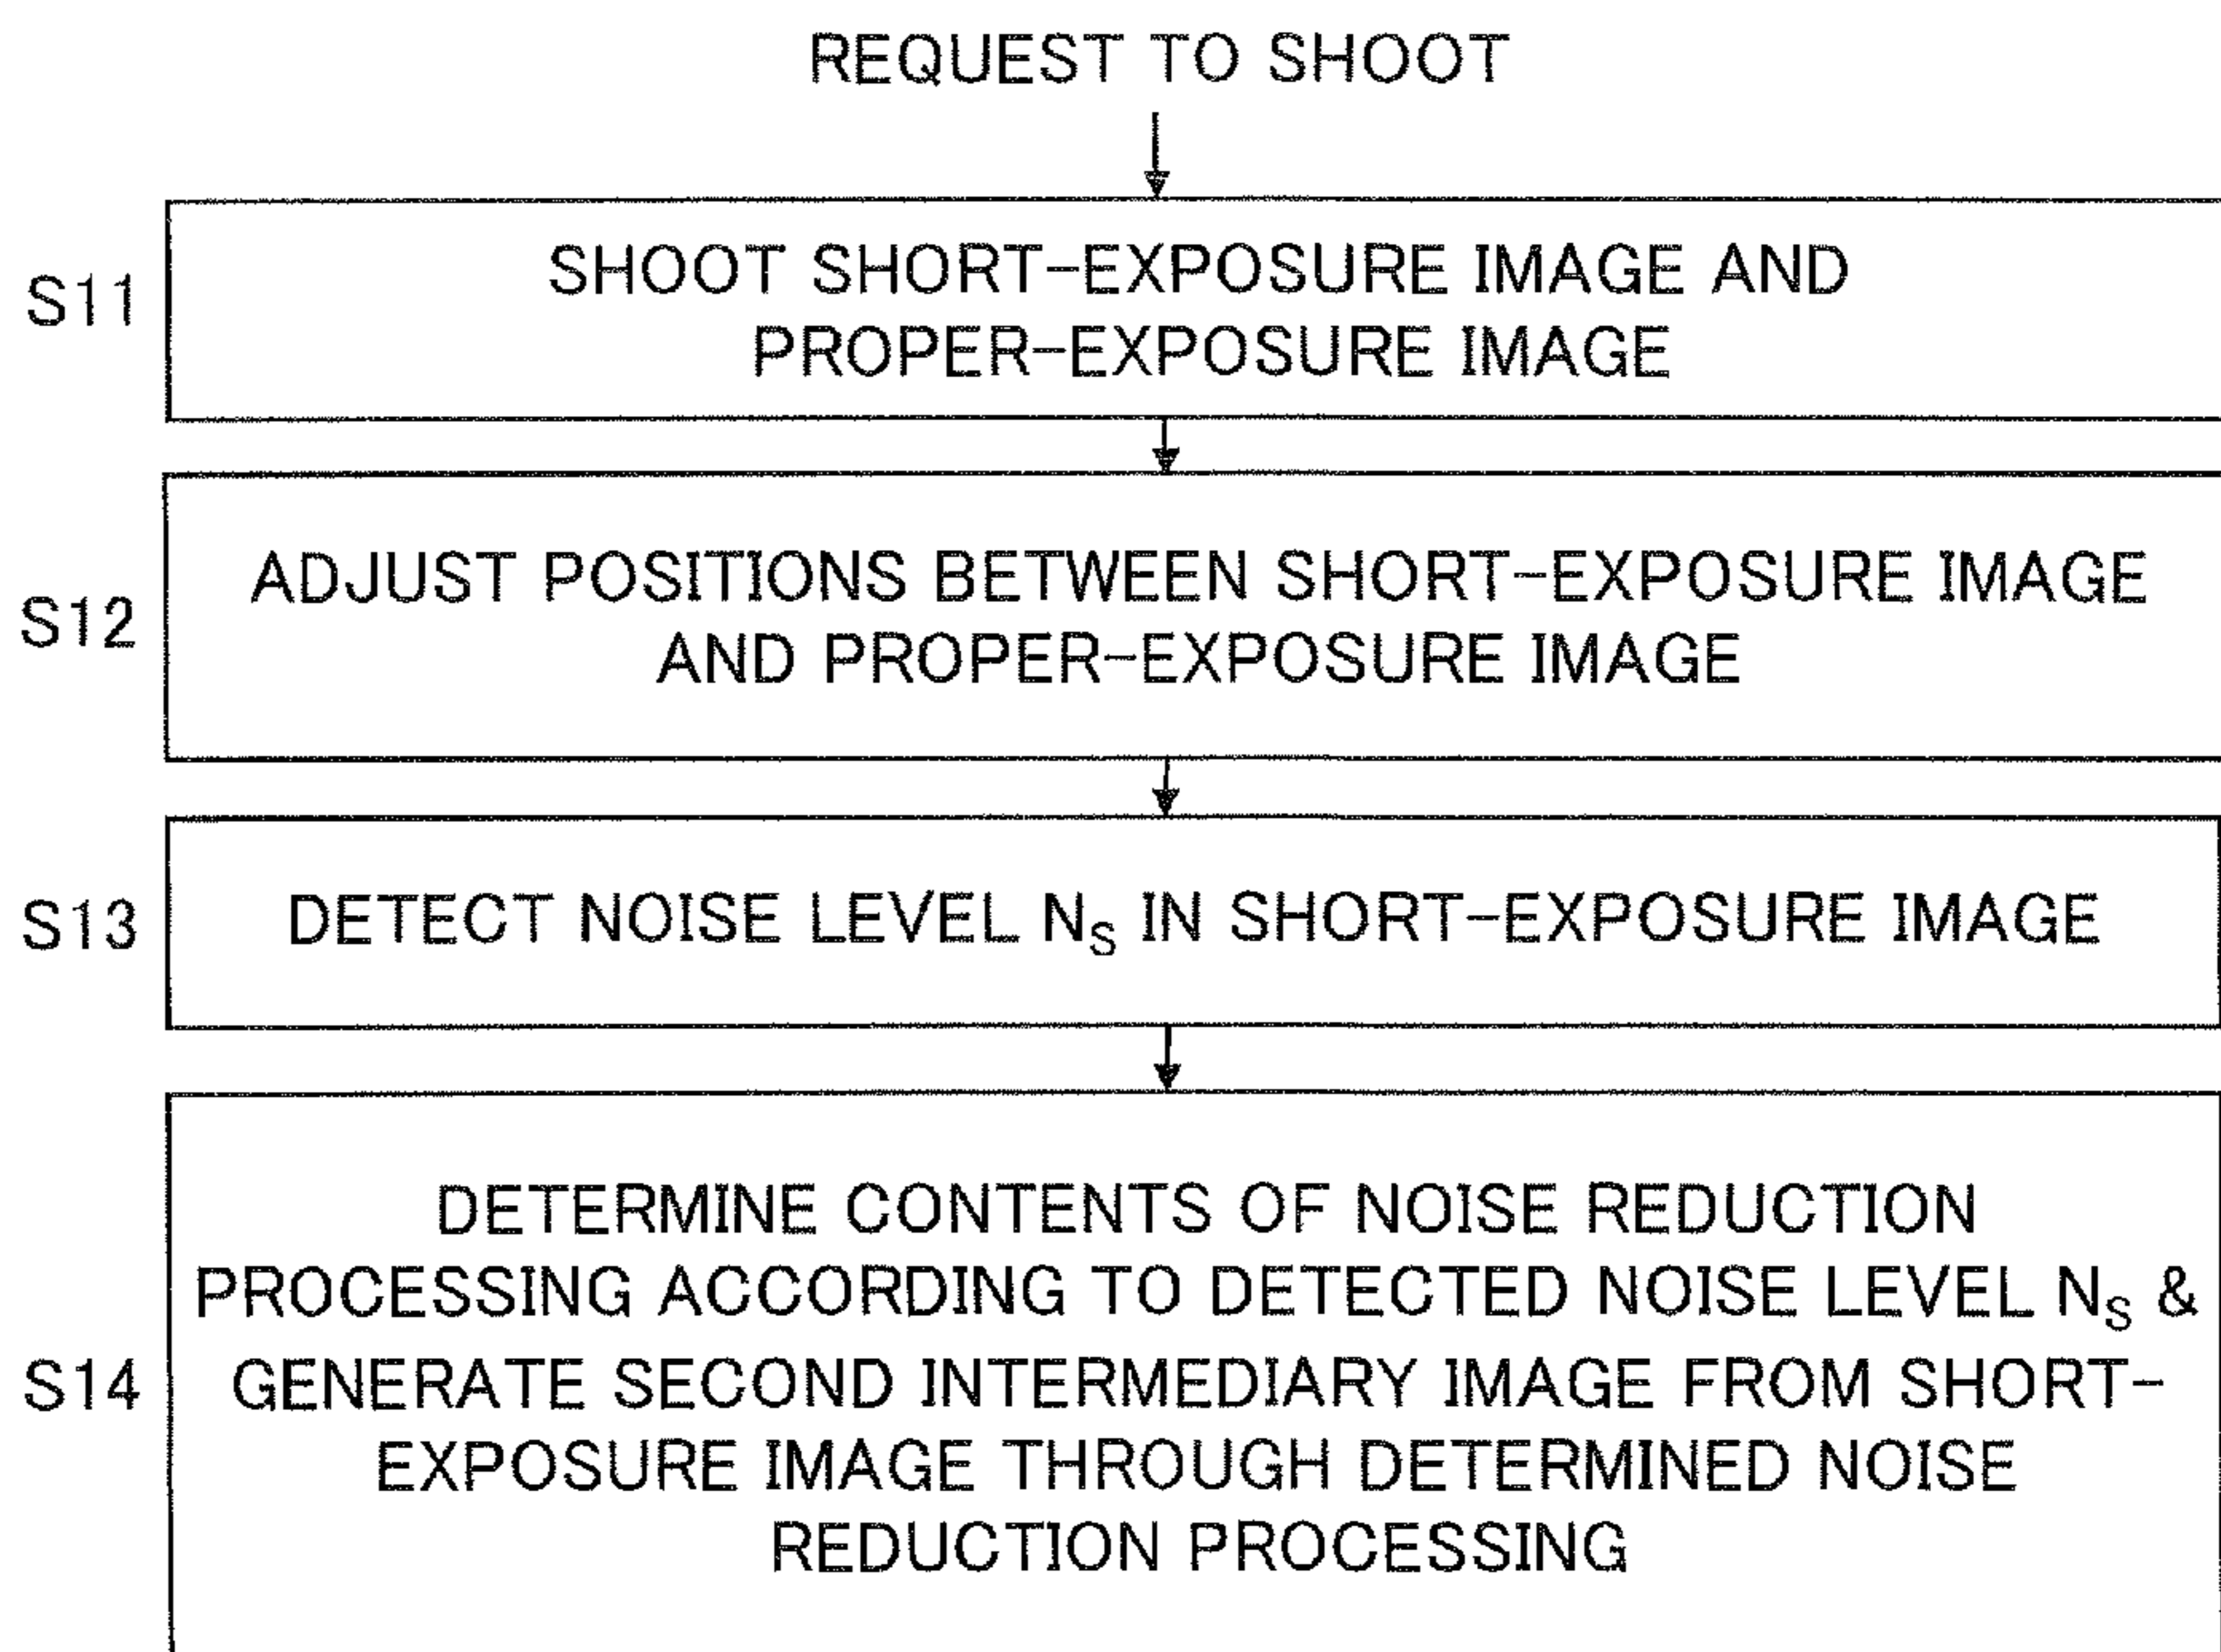 REQUEST TO SHOOT
S11
SHOOT SHORT-EXPOSURE IMAGE AND
PROPER-EXPOSURE IMAGE
S12
ADJUST POSITIONS BETWEEN SHORT-EXPOSURE IMAGE
AND PROPER-EXPOSURE IMAGE
S13
DETECT NOISE LEVEL NS IN SHORT-EXPOSURE IMAGE
S14
DETERMINE CONTENTS OF NOISE REDUCTION
PROCESSING ACCORDING TO DETECTED NOISE LEVEL NS &
GENERATE SECOND INTERMEDIARY IMAGE FROM SHORT-
EXPOSURE IMAGE THROUGH DETERMINED NOISE
REDUCTION PROCESSING